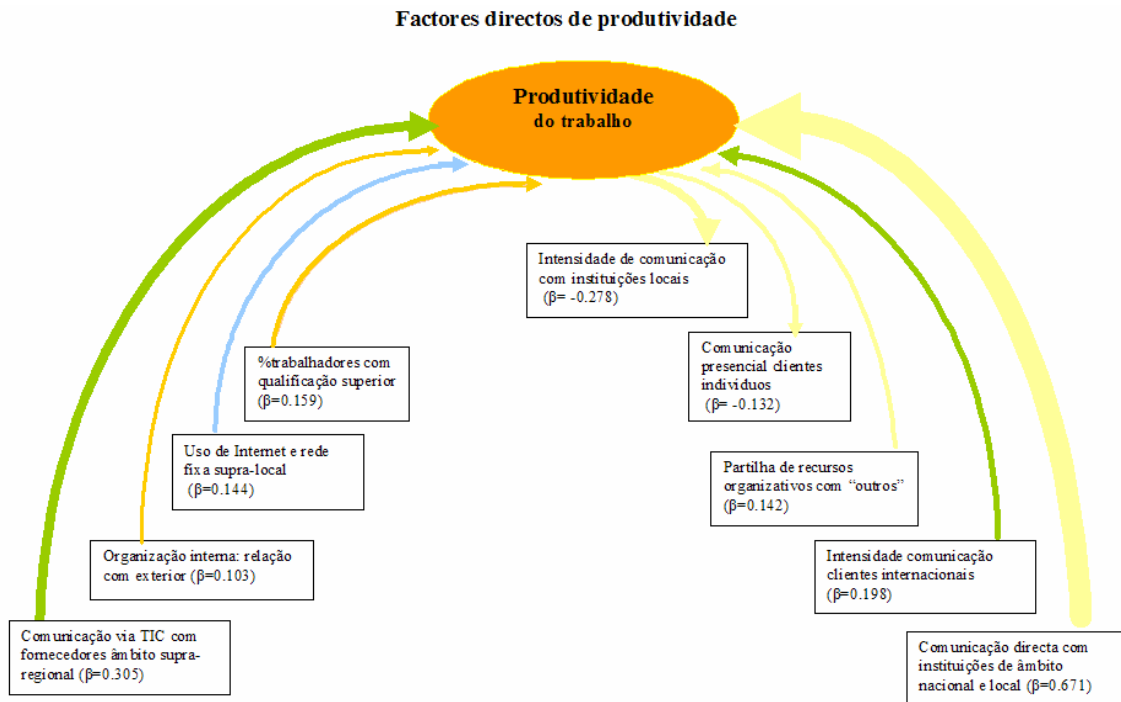 Factores directos de produtividade
Produtividade
do trabalho
Intensidade de comunicação
com instituições locais
(β= -0.278)
%trabalhadores com
qualificação superior
(β=0.159)
Comunicação
presencial clientes
individuos
(β= -0.132)
Uso de Internet e rede
fixa supra-local
(β=0.144)
Partilha de recursos
organizativos com “outros”
(β=0.142)
Organização interna: relação
com exterior (β=0.103)
Intensidade comunicação
clientes internacionais
(β=0.198)
Comunicação via TIC com
fornecedores âmbito supra-
regional (β=0.305)
Comunicação directa com
instituições de âmbito
nacional e local (β=0.671)